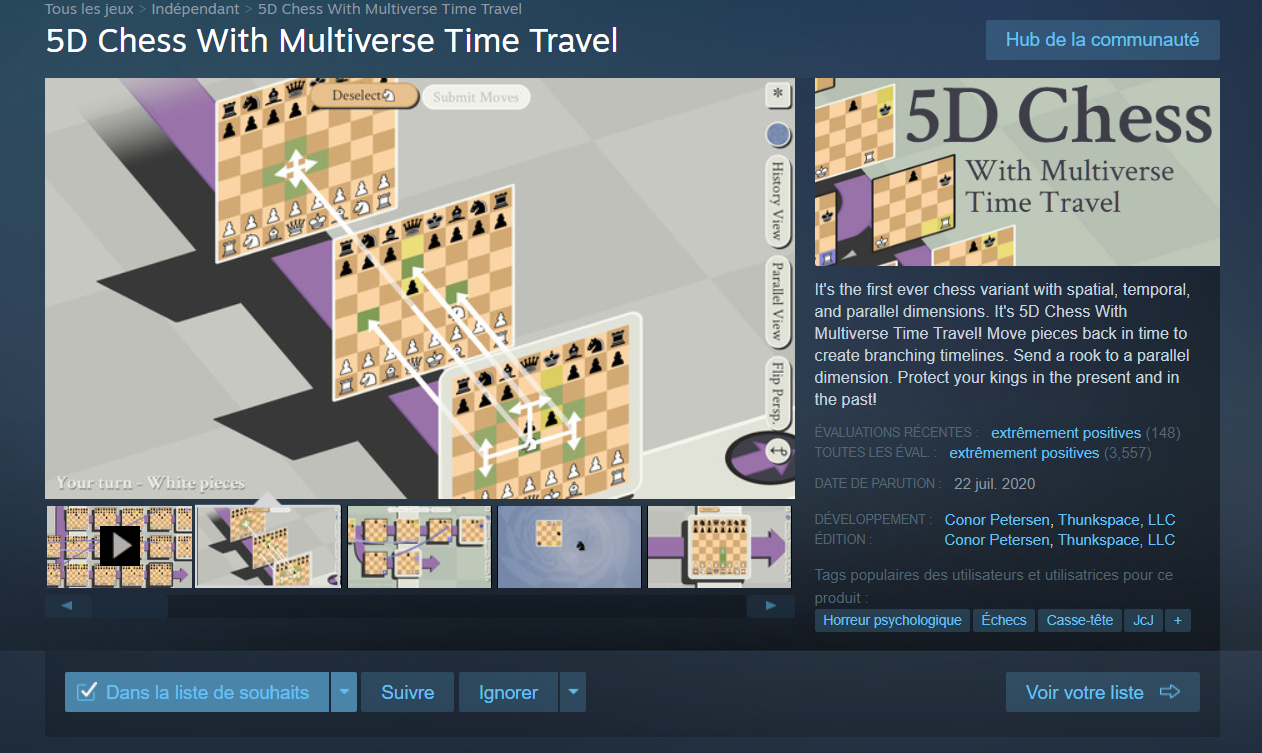 Tous les jeux > Indépendant > 5D Chess With Multiverse Time Travel
5D Chess With Multiverse Time Travel
Hub de la communauté
Deselect
Submit Moves
*
History View
Parallel View
Flip Persp.
Your turn - White pieces
5D Chess
With Multiverse
Time Travel
It's the first ever chess variant with spatial, temporal,
and parallel dimensions. It's 5D Chess With
Multiverse Time Travel! Move pieces back in time to
create branching timelines. Send a rook to a parallel
dimension. Protect your kings in the present and in
the past!
ÉVALUATIONS RÉCENTES : extrêmement positives (148)
TOUTES LES ÉVAL. : extrêmement positives (3,557)
DATE DE PARUTION : 22 juil. 2020
DÉVELOPPEMENT : Conor Petersen, Thunkspace, LLC
ÉDITION : Conor Petersen, Thunkspace, LLC
Tags populaires des utilisateurs et utilisatrices pour ce
produit :
Horreur psychologique Échecs Casse-tête JcJ +
Dans la liste de souhaits Suivre Ignorer Voir votre liste